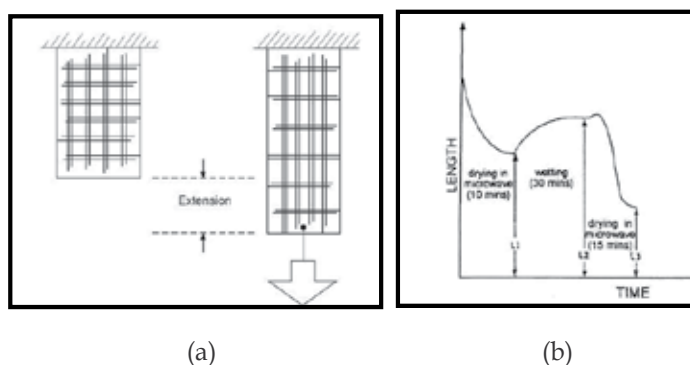 Extension
LENGTH
drying in
microwave
(10 mins)
wetting
(30 mins)
drying in
microwave
(15 mins)
L1
L2
L3
TIME
(a)
(b)